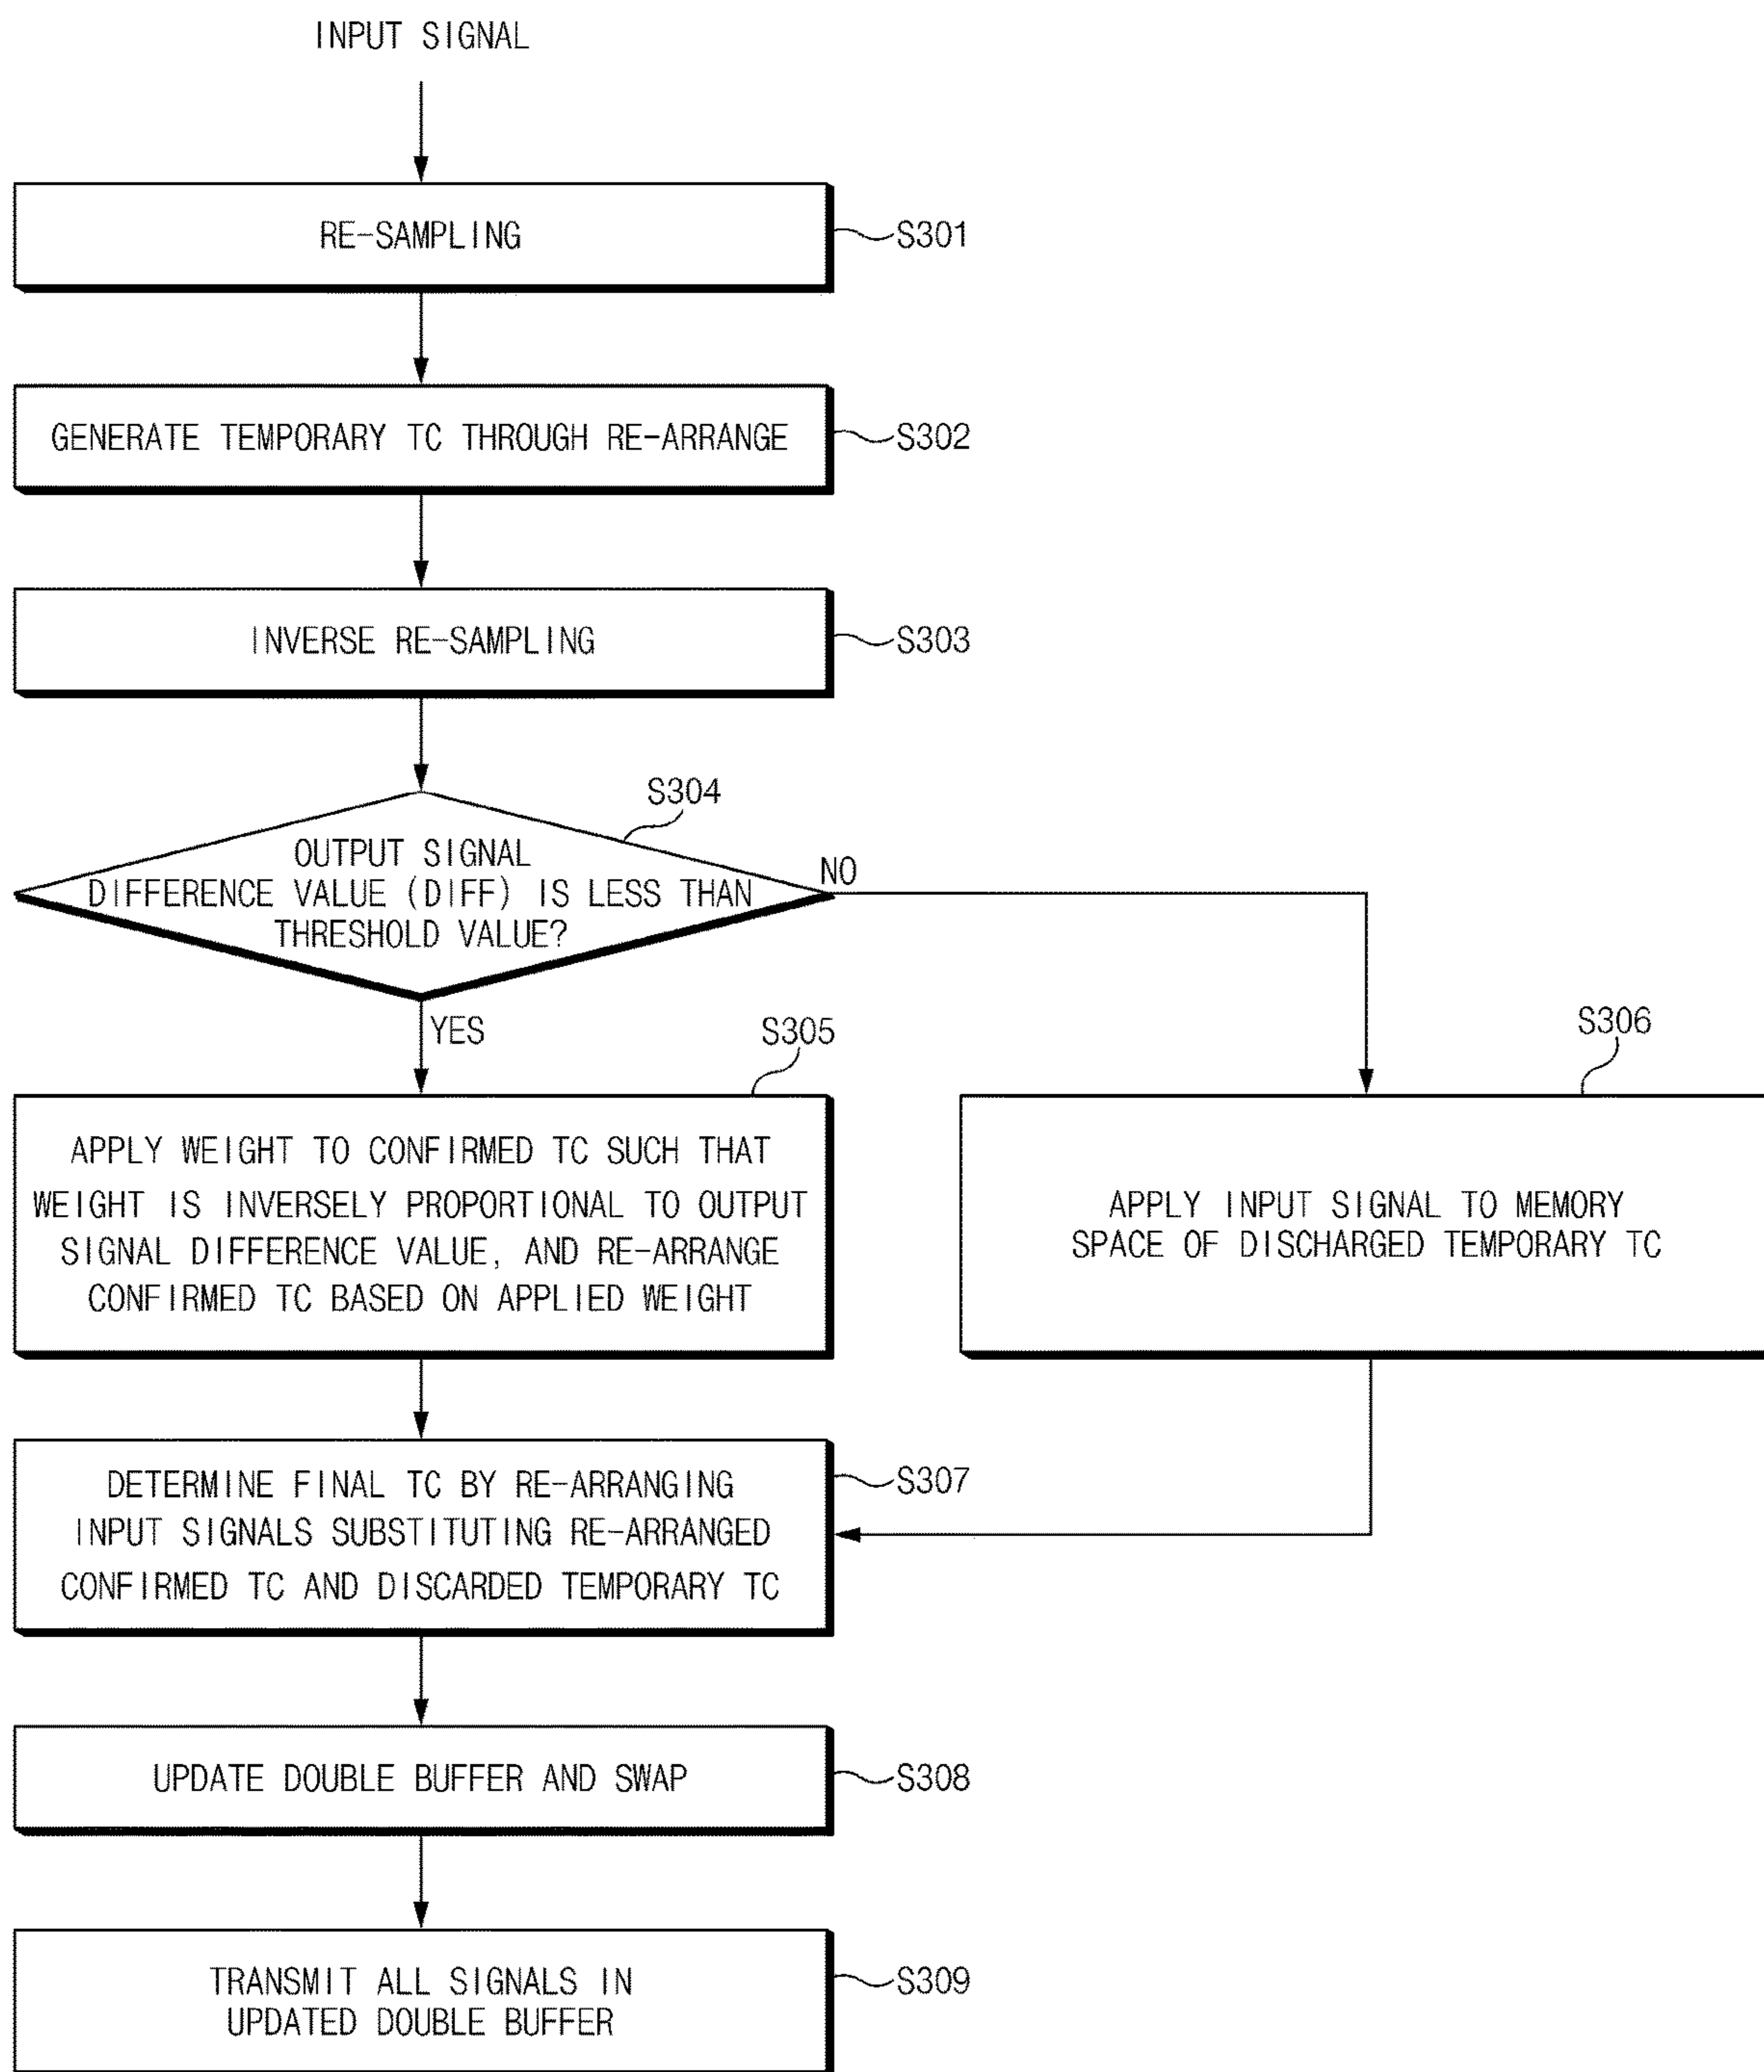 INPUT SIGNAL
RE-SAMPLING
S301
GENERATE TEMPORARY TC THROUGH RE-ARRANGE
S302
INVERSE RE-SAMPLING
S303
S304
OUTPUT SIGNAL
DIFFERENCE VALUE (DIFF) IS LESS THAN
THRESHOLD VALUE?
NO
YES
S305
APPLY WEIGHT TO CONFIRMED TC SUCH THAT
WEIGHT IS INVERSELY PROPORTIONAL TO OUTPUT
SIGNAL DIFFERENCE VALUE, AND RE-ARRANGE
CONFIRMED TC BASED ON APPLIED WEIGHT
S306
APPLY INPUT SIGNAL TO MEMORY
SPACE OF DISCHARGED TEMPORARY TC
DETERMINE FINAL TC BY RE-ARRANGING
INPUT SIGNALS SUBSTITUTING RE-ARRANGED
CONFIRMED TC AND DISCARDED TEMPORARY TC
S307
UPDATE DOUBLE BUFFER AND SWAP
S308
TRANSMIT ALL SIGNALS IN
UPDATED DOUBLE BUFFER
S309